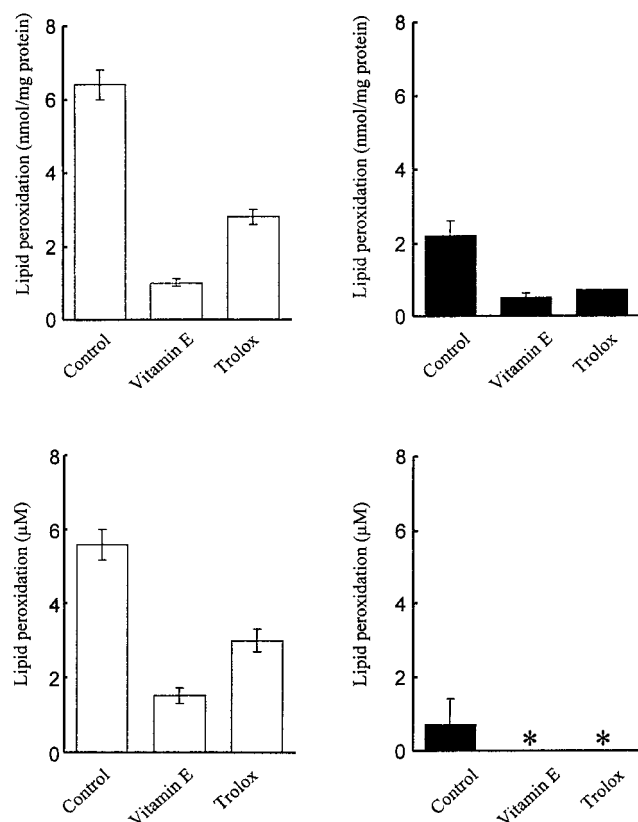 Lipid peroxidation (nmol/mg protein)
8
6
4
2
0
Control
Vitamin E
Trolox
Lipid peroxidation (nmol/mg protein)
8
6
4
2
0
Control
Vitamin E
Trolox
Lipid peroxidation (µM)
8
6
4
2
0
Control
Vitamin E
Trolox
Lipid peroxidation (µM)
8
6
4
2
0
* *
Control
Vitamin E
Trolox